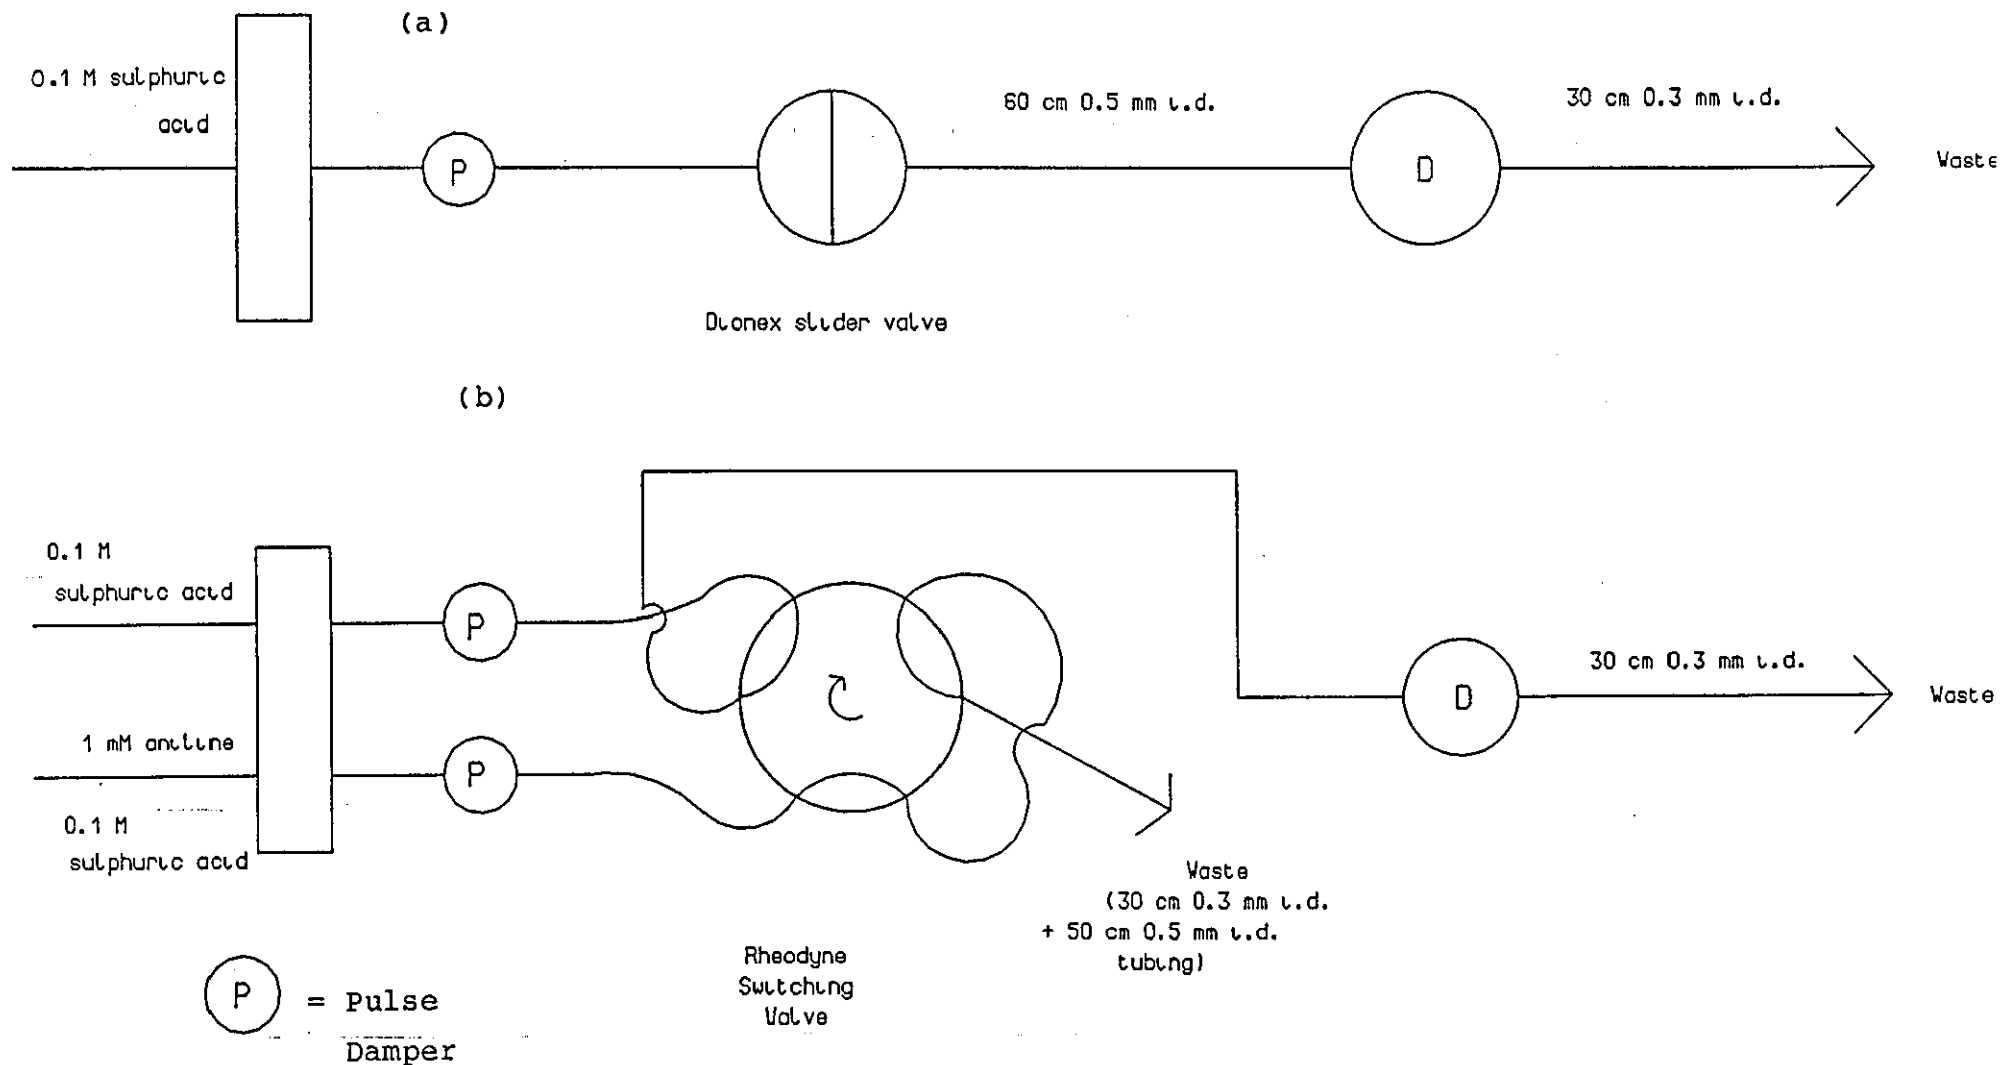 (a)
0.1 M sulphuric
acid
P
60 cm 0.5 mm i.d.
D
30 cm 0.3 mm i.d.
Waste
Dionex slider valve
(b)
0.1 M
sulphuric acid
P
1 mM aniline
P
0.1 M
sulphuric acid
D
30 cm 0.3 mm i.d.
Waste
Waste
(30 cm 0.3 mm i.d.
+ 50 cm 0.5 mm i.d.
tubing)
Rheodyne
Switching
Valve
P = Pulse
Damper